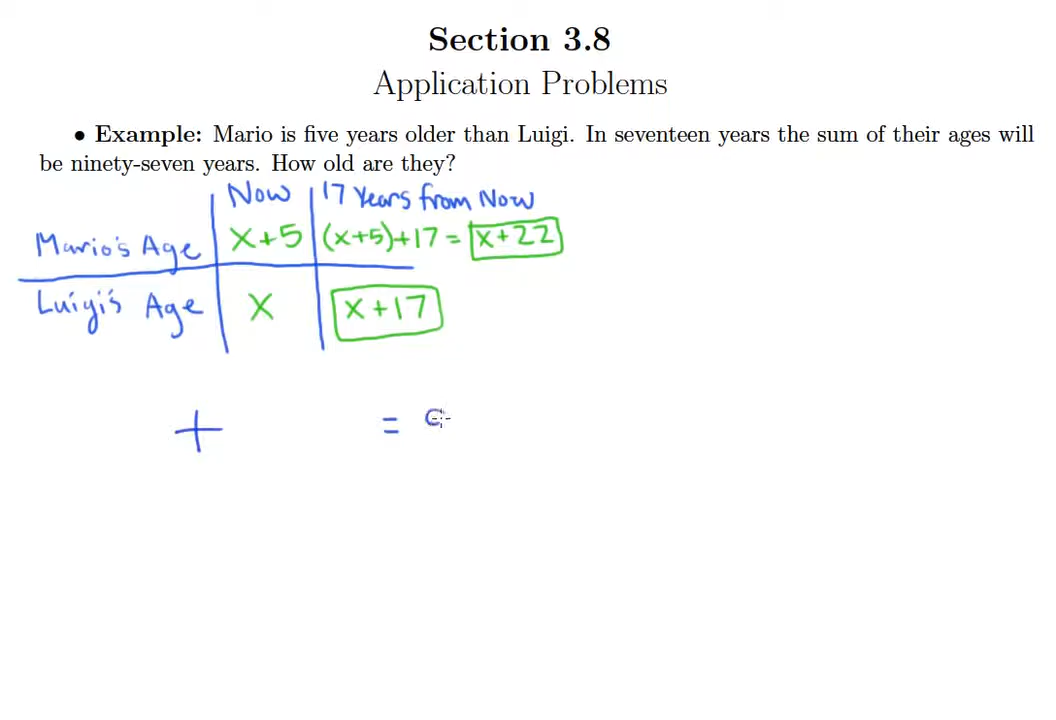 Section 3.8
Application Problems
• Example: Mario is five years older than Luigi. In seventeen years the sum of their ages will
be ninety-seven years. How old are they?
Now 17 Years from Now
Mario's Age x+5 (x+5)+17 = x+22
Luigi's Age x x+17
+ =